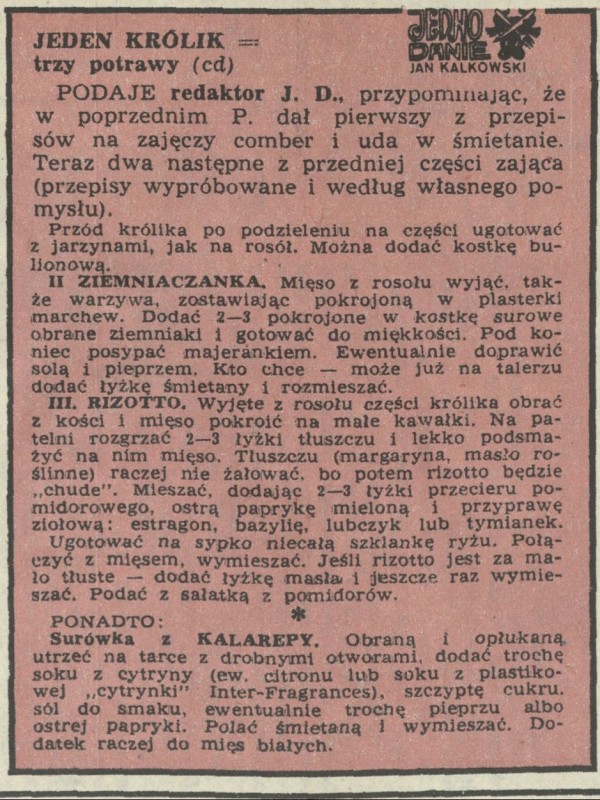 JEDNO
DANIE
JAN KALKOWSKI
JEDEN KRÓLIK =
trzy potrawy (cd)
PODAJE redaktor J. D., przypominając, że
w poprzednim P. dał pierwszy z przepi-
sów na zajęczy comber i uda w śmietanie.
Teraz dwa następne z przedniej części zająca
(przepisy wypróbowane i według własnego po-
mysłu).
Przód królika po podzieleniu na części ugotować
z jarzynami, jak na rosół. Można dodać kostkę bu-
lionową.
II ZIEMNIACZANKA. Mięso z rosołu wyjąć, tak-
że warzywa, zostawiając pokrojoną w plasterki
marchew. Dodać 2—3 pokrojone w kostkę surowe
obrane ziemniaki i gotować do miękkości. Pod ko-
niec posypać majerankiem. Ewentualnie doprawić
solą i pieprzem. Kto chce — może już na talerzu
dodać łyżkę śmietany i rozmieszać.
III. RIZOTTO. Wyjęte z rosołu części królika obrać
z kości i mięso pokroić na małe kawałki. Na pa-
telni rozgrzać 2—3 łyżki tłuszczu i lekko podsma-
żyć na nim mięso. Tłuszczu (margaryna, masło ro-
ślinne) raczej nie żałować, bo potem rizotto będzie
„chude”. Mieszać, dodając 2—3 łyżki przecieru po-
midorowego, ostrą paprykę mieloną i przyprawę
ziołową: estragon, bazylię, lubczyk lub tymianek.
Ugotować na sypko niecałą szklankę ryżu. Połą-
czyć z mięsem, wymieszać. Jeśli rizotto jest za ma-
ło tłuste — dodać łyżkę masła i jeszcze raz wymie-
szać. Podać z sałatką z pomidorów.
*
PONADTO:
Surówka z KALAREPY. Obraną i opłukaną
utrzeć na tarce z drobnymi otworami, dodać trochę
soku z cytryny (ew. citronu lub soku z plastiko-
wej „cytrynki” Inter-Fragrances), szczyptę cukru.
sól do smaku, ewentualnie trochę pieprzu albo
ostrej papryki. Polać śmietaną i wymieszać. Do-
datek raczej do mięs białych.